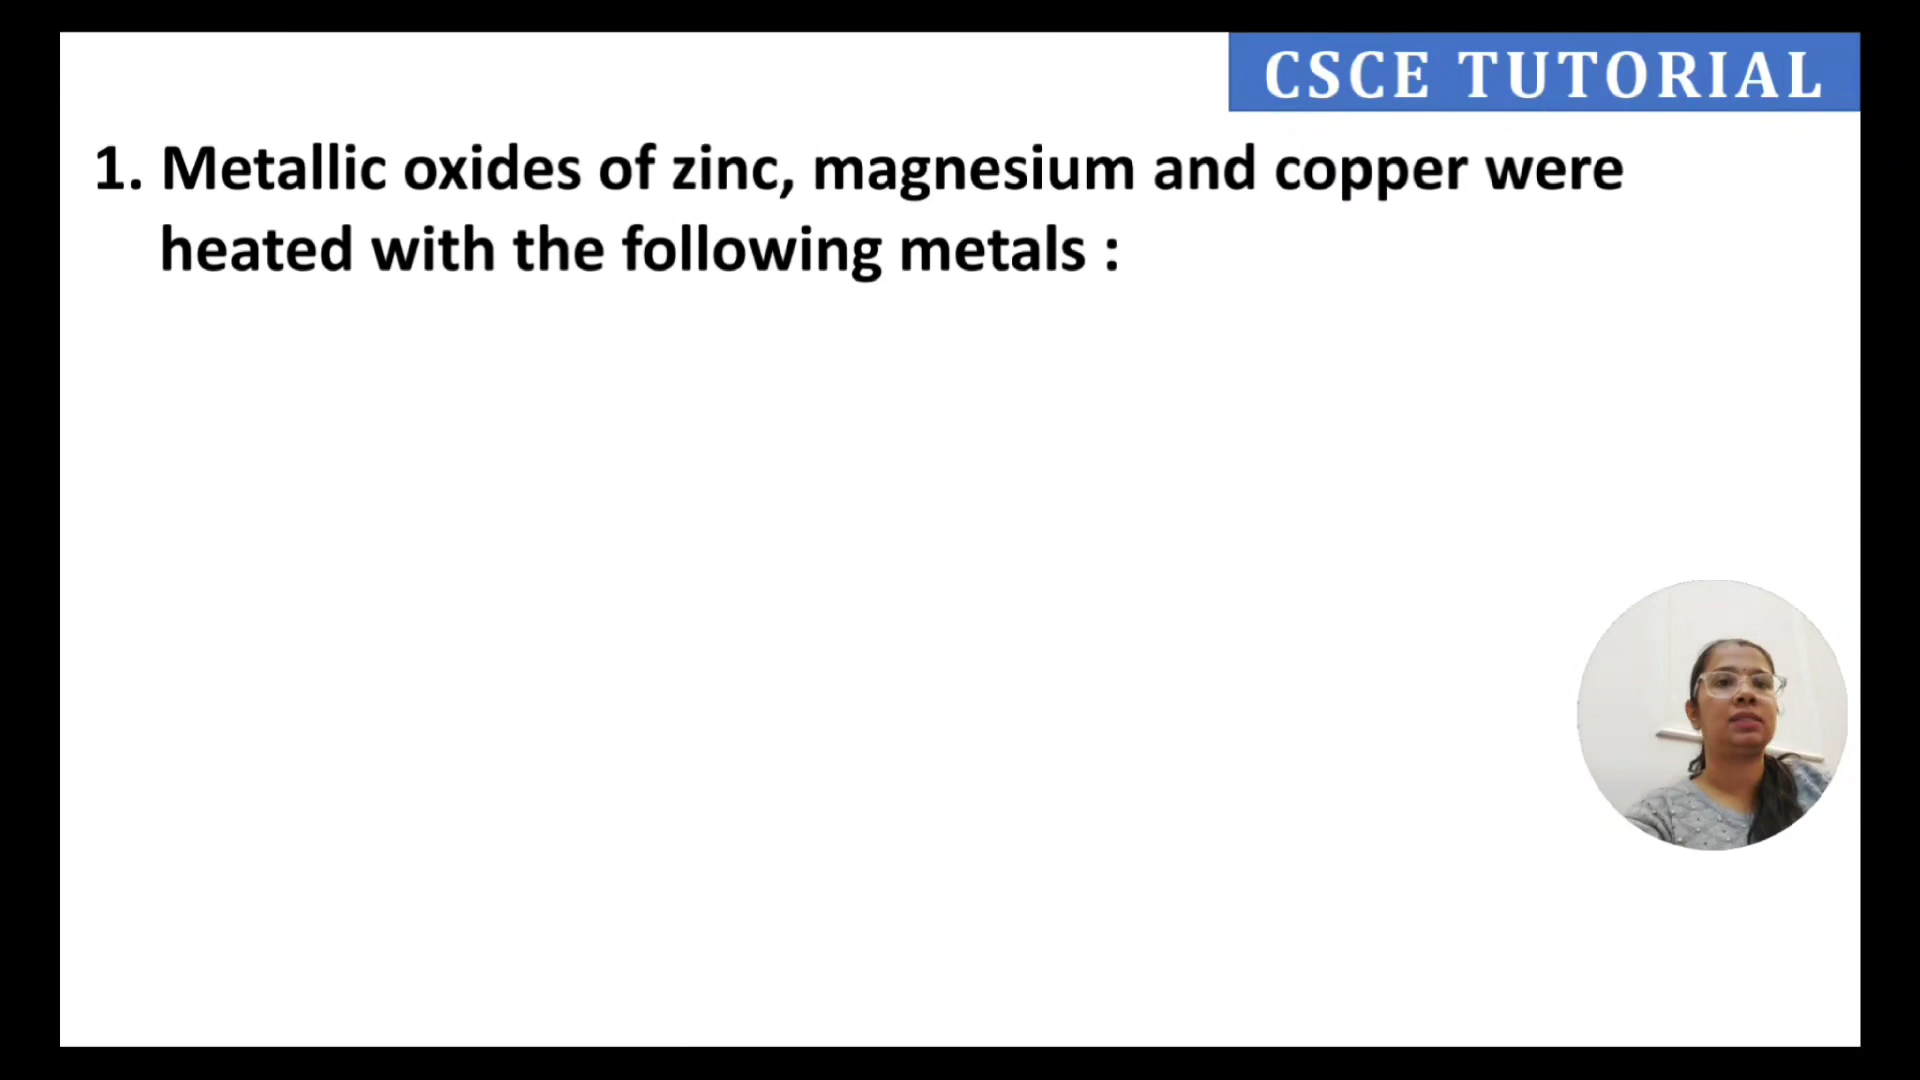 CSCE TUTORIAL
1. Metallic oxides of zinc, magnesium and copper were
heated with the following metals :